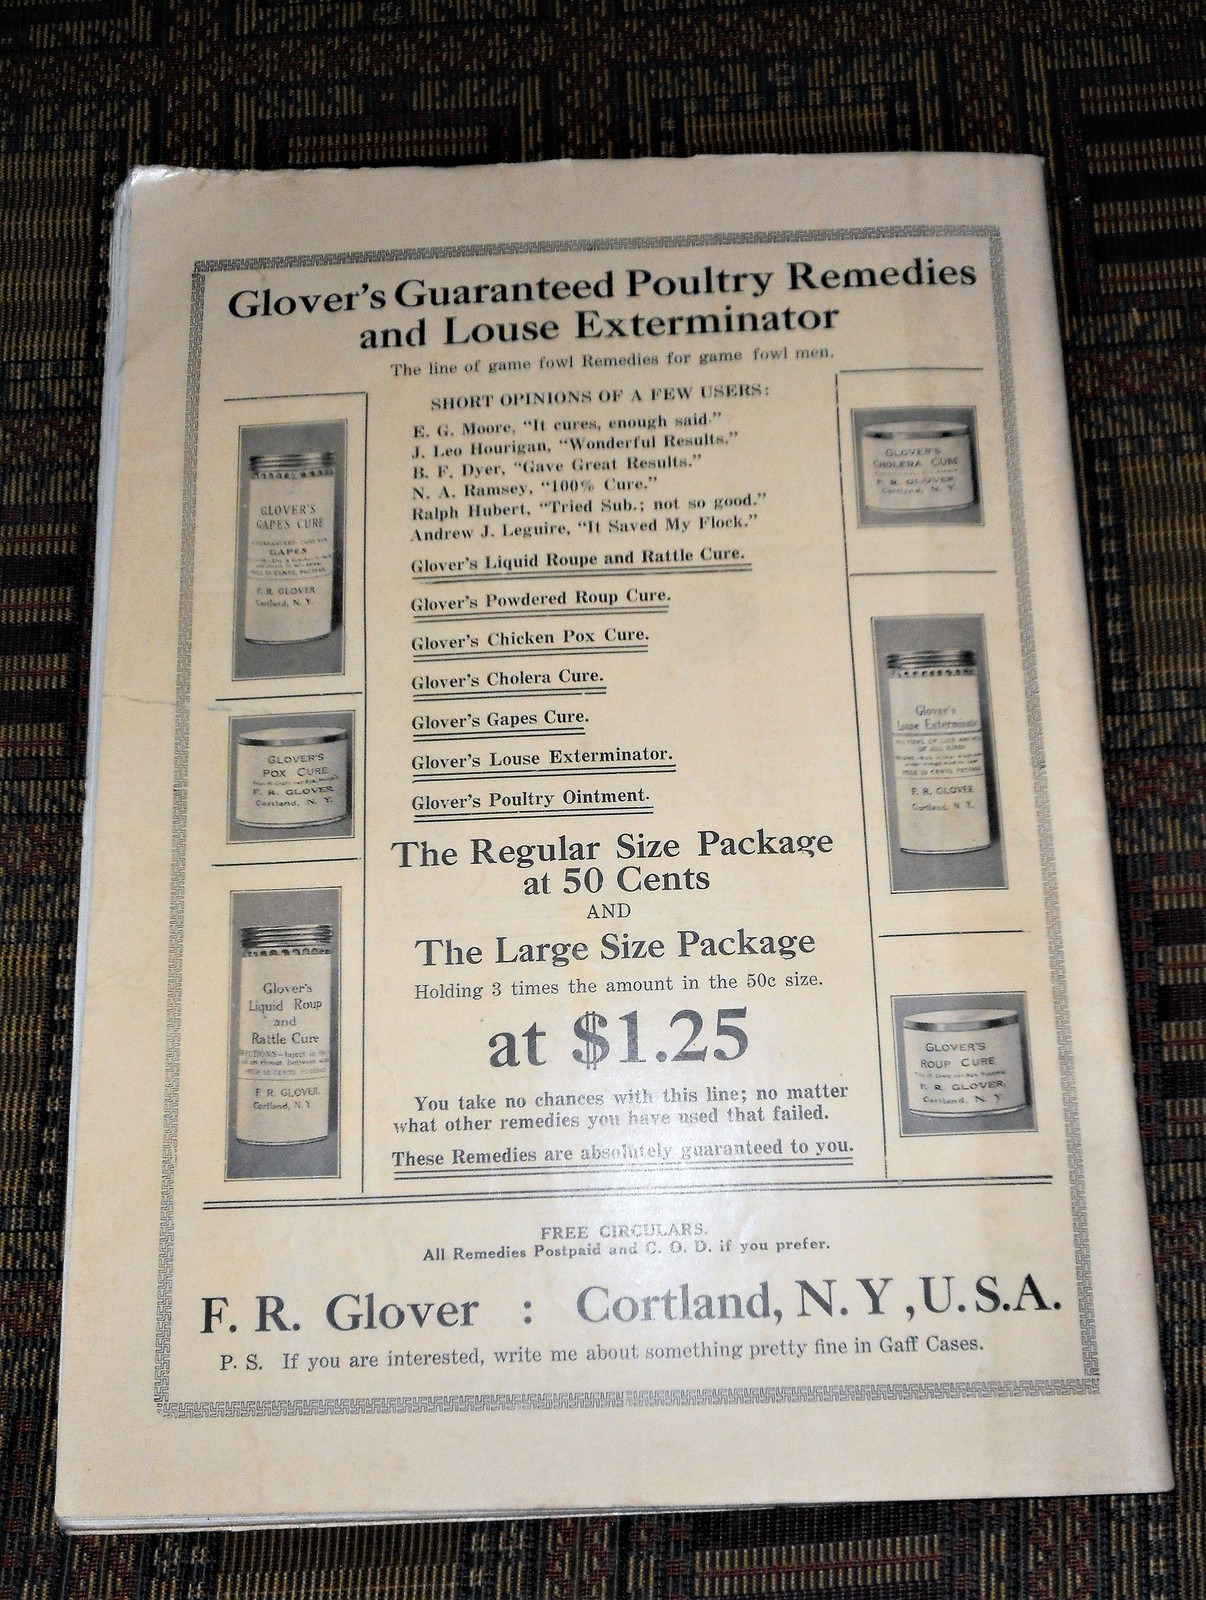 Glover's Guaranteed Poultry Remedies
and Louse Exterminator
The line of game fowl Remedies for game fowl men.
SHORT OPINIONS OF A FEW USERS:
E. G. Moore, "It cures, enough said."
J. Leo Hourigan, "Wonderful Results."
B. F. Dyer, "Gave Great Results."
N. A. Ramsey, "100% Cure."
Ralph Hubert, "Tried Sub.; not so good."
Andrew J. Leguire, "It Saved My Flock."
Glover's Liquid Roupe and Rattle Cure.
Glover's Powdered Roup Cure.
Glover's Chicken Pox Cure.
Glover's Cholera Cure.
Glover's Gapes Cure.
Glover's Louse Exterminator.
Glover's Poultry Ointment.
The Regular Size Package
at 50 Cents
AND
The Large Size Package
Holding 3 times the amount in the 50c size.
at $1.25
You take no chances with this line; no matter
what other remedies you have used that failed.
These Remedies are absolutely guaranteed to you.
GLOVER'S
GAPES CURE
GAPES
F. R. GLOVER
Cortland, N. Y.
GLOVER'S
POX CURE
F. R. GLOVER
Cortland, N. Y.
Glover's
Liquid Roup
and
Rattle Cure
F. R. GLOVER.
Cortland, N. Y.
GLOVER'S
CHOLERA CURE
F. R. GLOVER,
Cortland, N. Y.
Glover's
Louse Exterminator
OF ALL KINDS
F. R. GLOVER
Cortland, N. Y.
GLOVER'S
ROUP CURE
F. R. GLOVER,
Cortland, N. Y.
FREE CIRCULARS.
All Remedies Postpaid and C. O. D. if you prefer.
F. R. Glover : Cortland, N. Y ,U.S.A.
P. S. If you are interested, write me about something pretty fine in Gaff Cases.